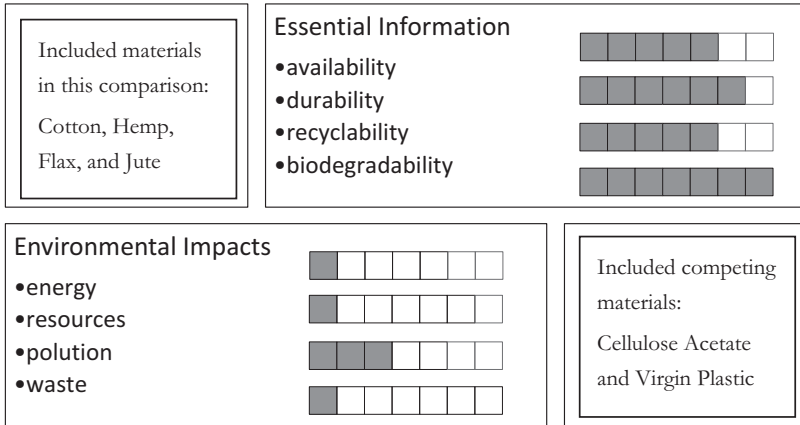 Included materials
in this comparison:
Cotton, Hemp,
Flax, and Jute
Essential Information
•availability
•durability
•recyclability
•biodegradability
Environmental Impacts
•energy
•resources
•polution
•waste
Included competing
materials:
Cellulose Acetate
and Virgin Plastic